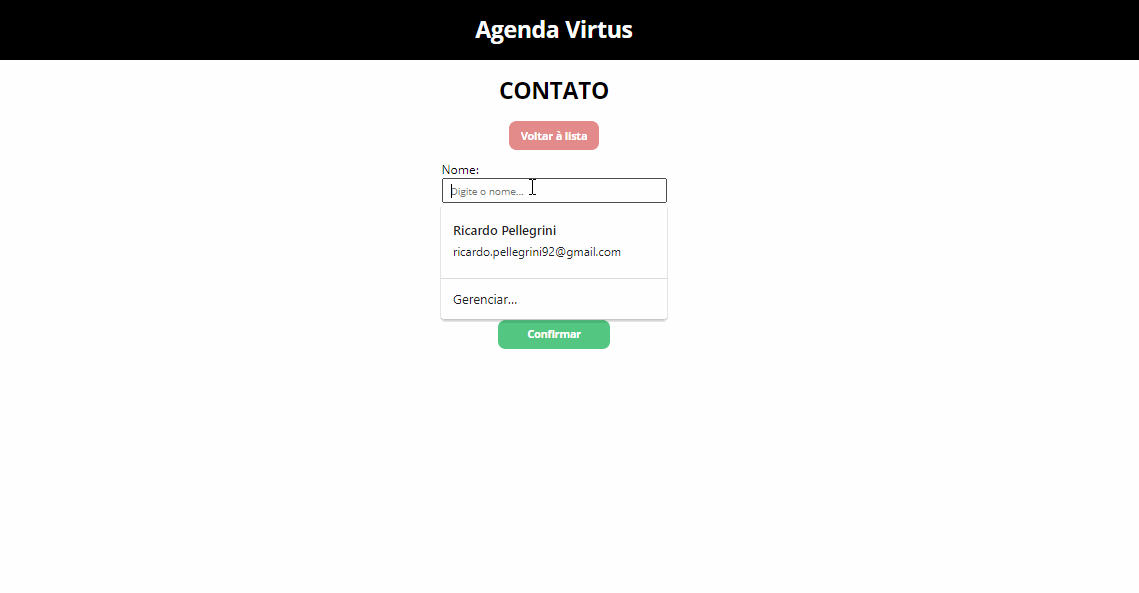 Agenda Virtus
CONTATO
Voltar à lista
Nome:
Digite o nome...
Ricardo Pellegrini
ricardo.pellegrini92@gmail.com
Gerenciar...
Confirmar